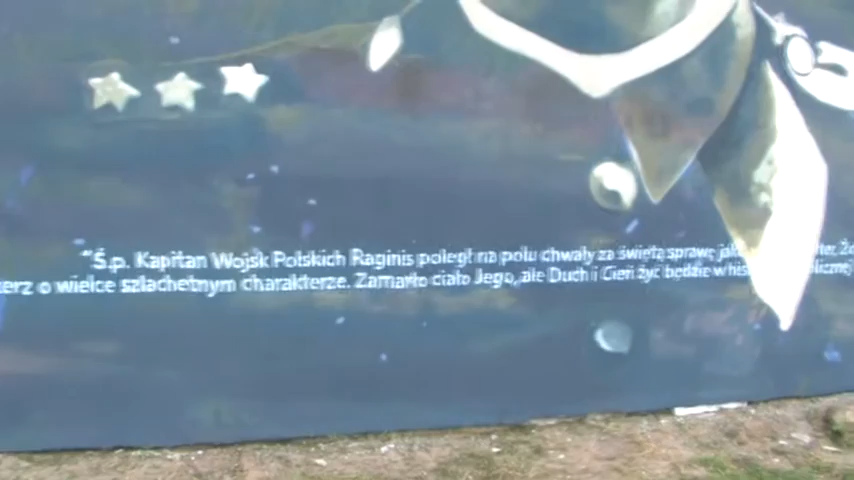 "Ś.p. Kapitan Wojsk Polskich Raginis poległ na polu chwały za świętą sprawę
o wielce szlachetnym charakterze. Zamarło ciało Jego, ale Duch i Cień żyć będzie w